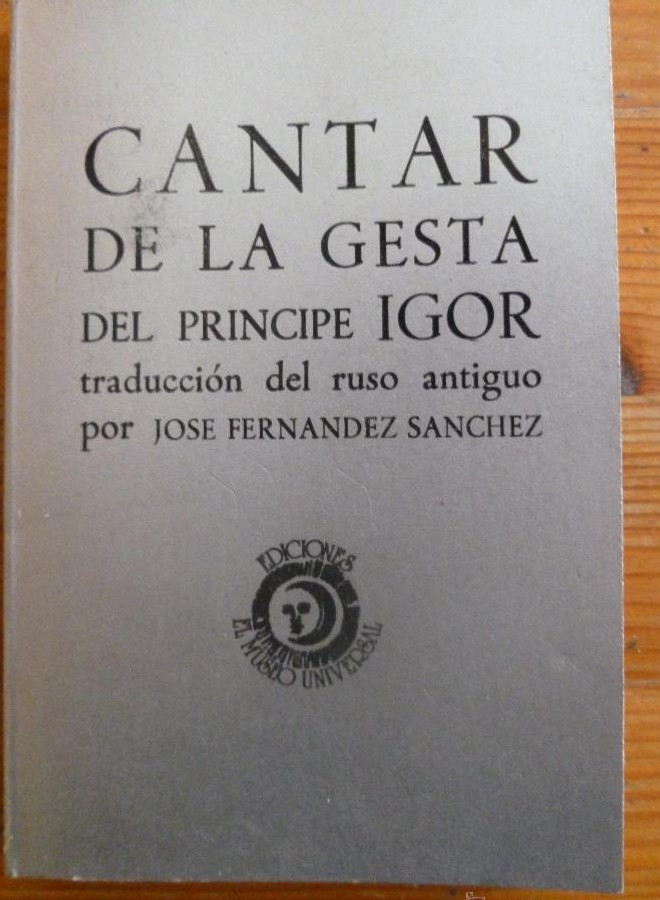 CANTAR
DE LA GESTA
DEL PRINCIPE IGOR
traducción del ruso antiguo
por JOSE FERNANDEZ SANCHEZ
EDICIONES
EL MUSEO UNIVERSAL